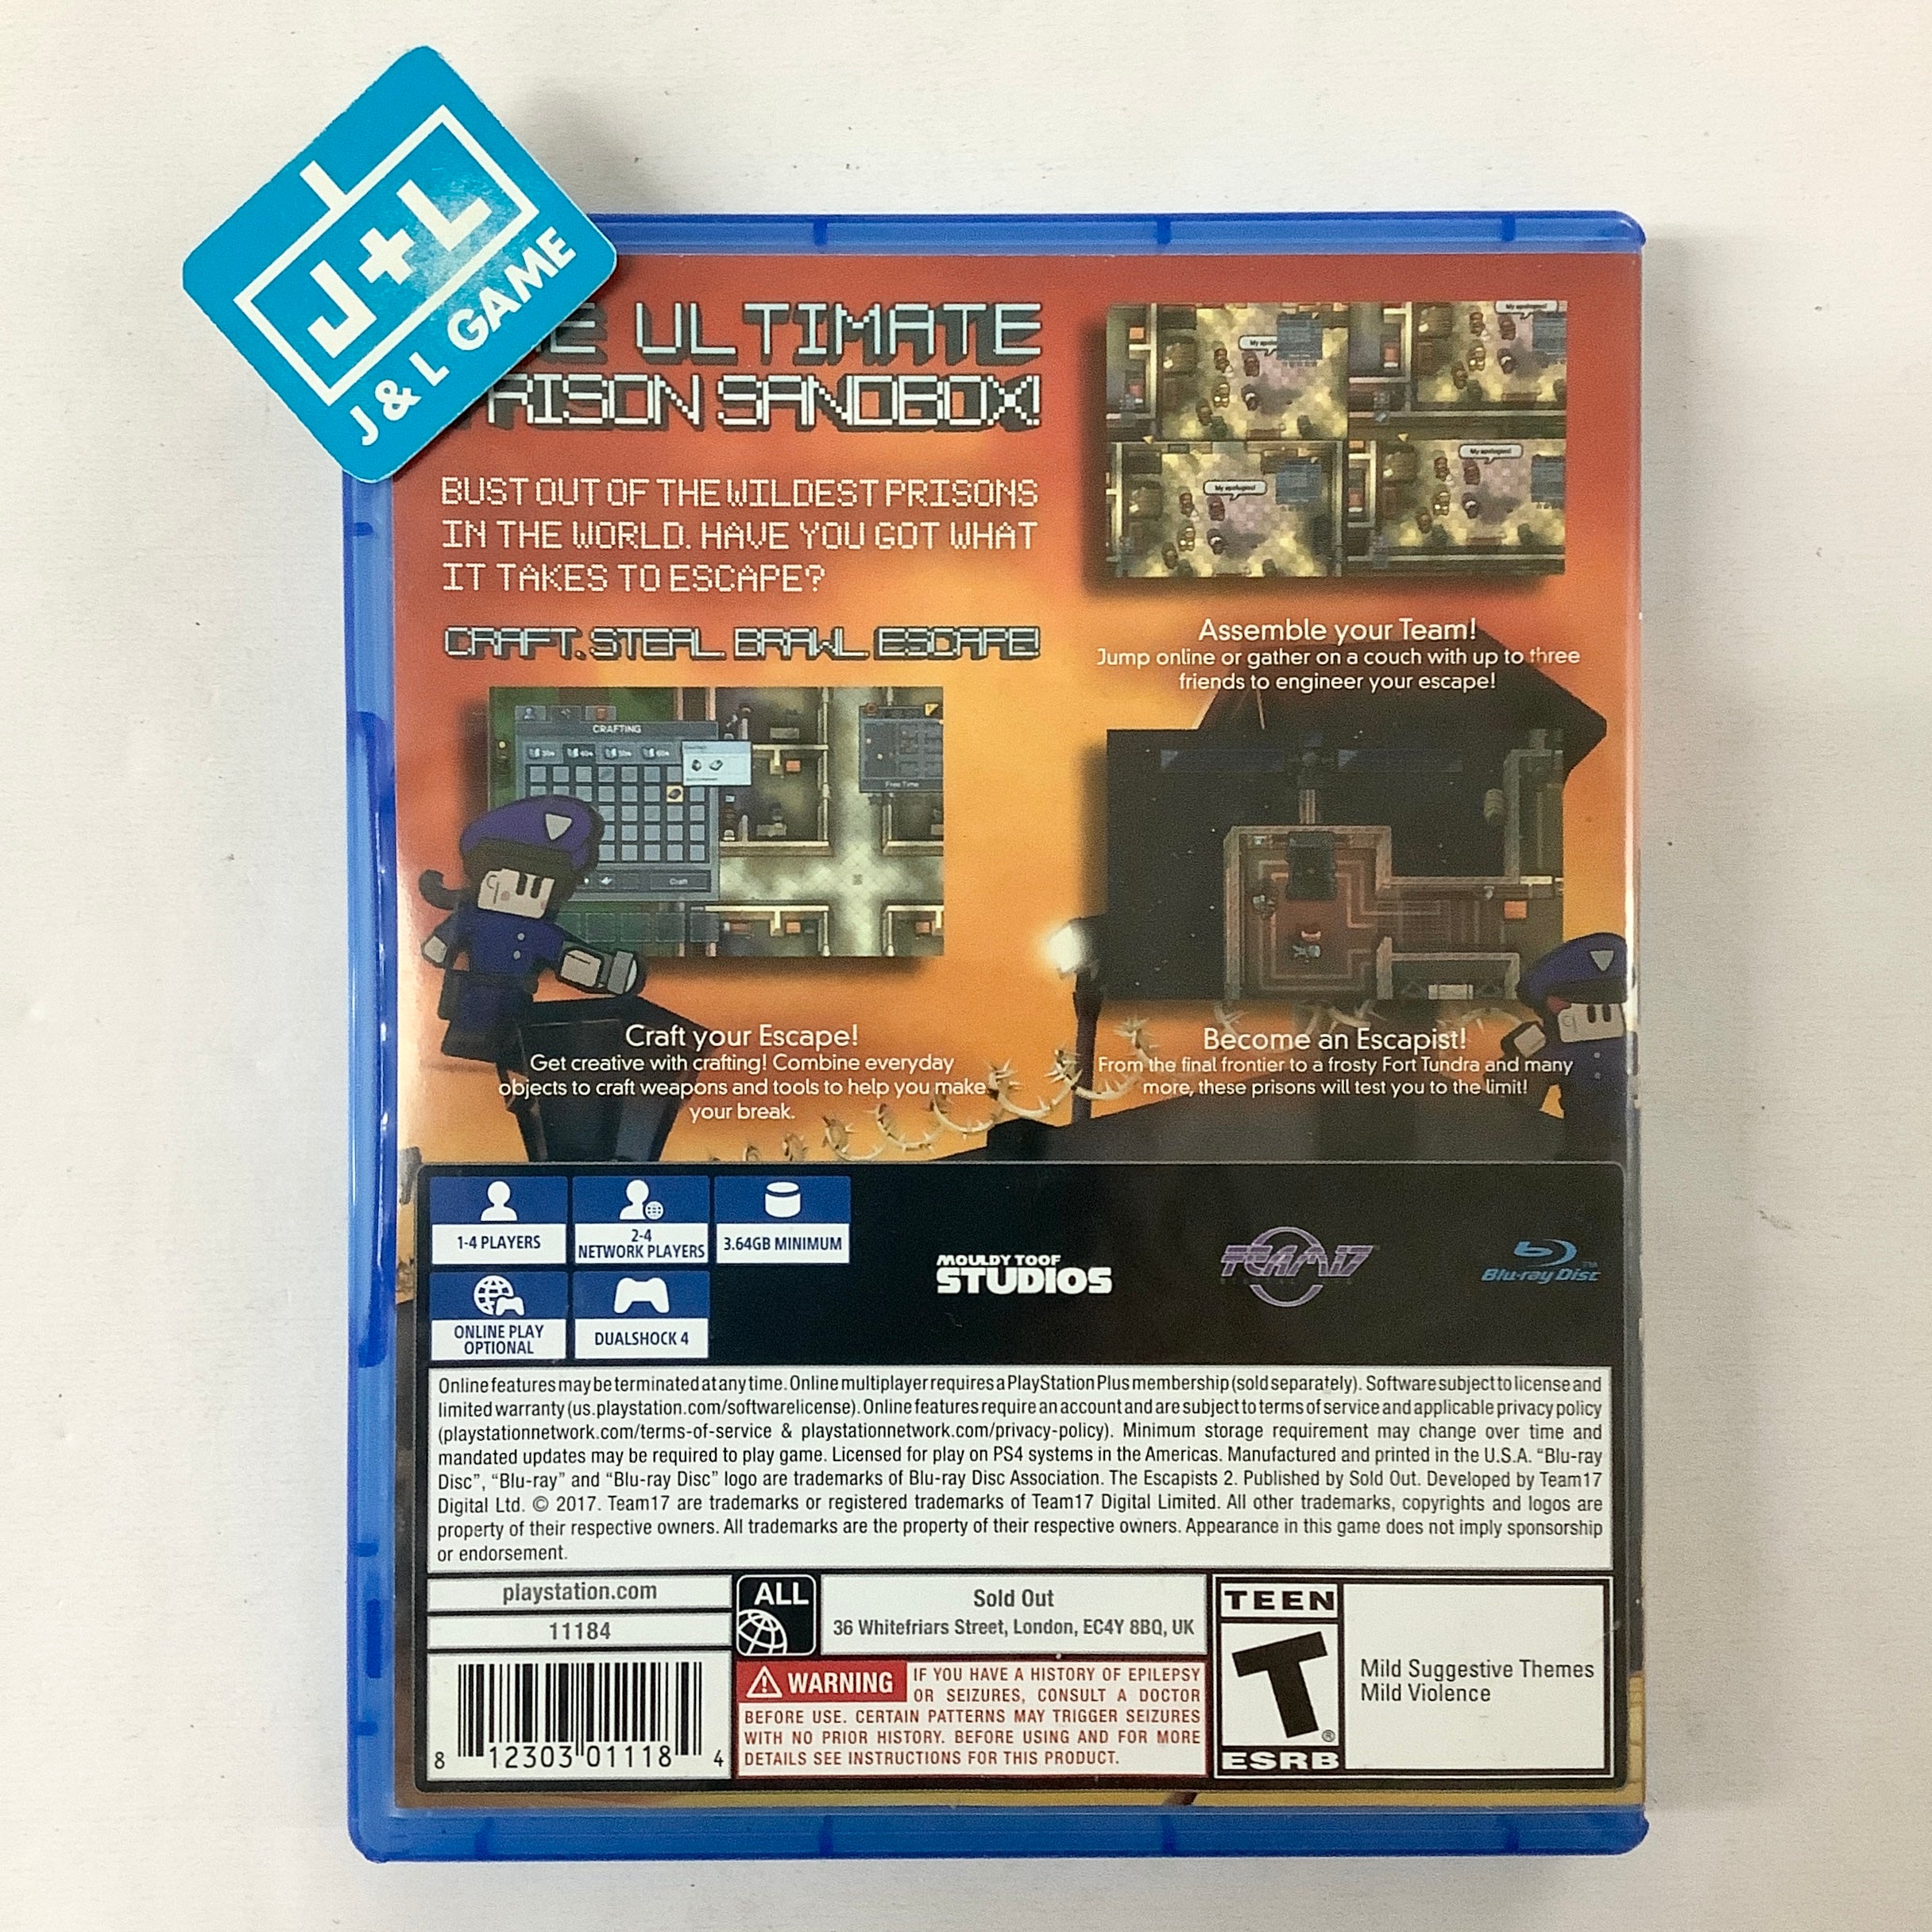 J+L
J & L GAME
E ULTIMATE
RISON SANDBOX!
BUST OUT OF THE WILDEST PRISONS
IN THE WORLD. HAVE YOU GOT WHAT
IT TAKES TO ESCAPE?
CRAFT. STEAL. BRAWL. ESCAPE!
My apologies!
My apologies!
My apologies!
Assemble your Team!
Jump online or gather on a couch with up to three
friends to engineer your escape!
CRAFTING
Free Time
Craft
Craft your Escape!
Get creative with crafting! Combine everyday
objects to craft weapons and tools to help you make
your break.
Become an Escapist!
From the final frontier to a frosty Fort Tundra and many
more, these prisons will test you to the limit!
1-4 PLAYERS
2-4
NETWORK PLAYERS
3.64GB MINIMUM
ONLINE PLAY
OPTIONAL
DUALSHOCK 4
MOULDY TOOF
STUDIOS
TEAM17
Blu-ray Disc™
Online features may be terminated at any time. Online multiplayer requires a PlayStation Plus membership (sold separately). Software subject to license and
limited warranty (us.playstation.com/softwarelicense). Online features require an account and are subject to terms of service and applicable privacy policy
(playstationnetwork.com/terms-of-service & playstationnetwork.com/privacy-policy). Minimum storage requirement may change over time and
mandated updates may be required to play game. Licensed for play on PS4 systems in the Americas. Manufactured and printed in the U.S.A. “Blu-ray
Disc”, “Blu-ray” and “Blu-ray Disc” logo are trademarks of Blu-ray Disc Association. The Escapists 2. Published by Sold Out. Developed by Team17
Digital Ltd. © 2017. Team17 are trademarks or registered trademarks of Team17 Digital Limited. All other trademarks, copyrights and logos are
property of their respective owners. All trademarks are the property of their respective owners. Appearance in this game does not imply sponsorship
or endorsement.
playstation.com
11184
8 12303 01118 4
ALL
Sold Out
36 Whitefriars Street, London, EC4Y 8BQ, UK
WARNING IF YOU HAVE A HISTORY OF EPILEPSY
OR SEIZURES, CONSULT A DOCTOR
BEFORE USE. CERTAIN PATTERNS MAY TRIGGER SEIZURES
WITH NO PRIOR HISTORY. BEFORE USING AND FOR MORE
DETAILS SEE INSTRUCTIONS FOR THIS PRODUCT.
TEEN
T®
ESRB
Mild Suggestive Themes
Mild Violence